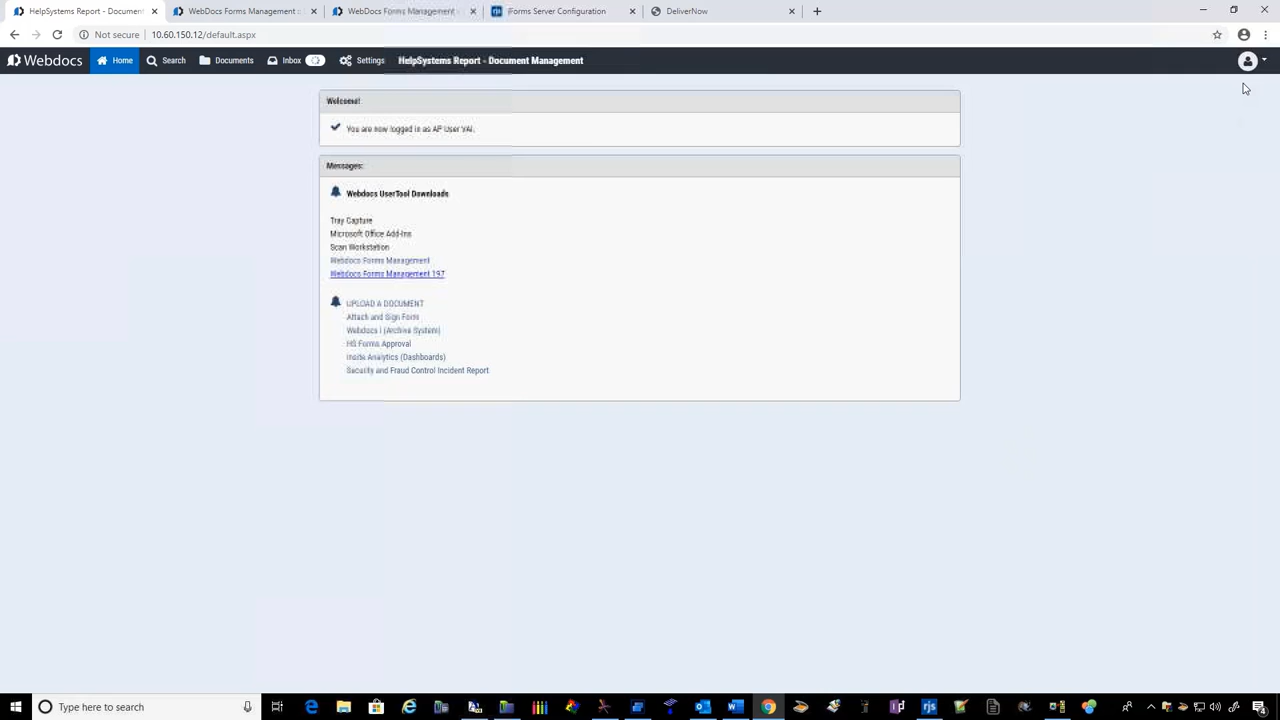 HelpSystems Report - Documen
WebDocs Forms Management
WebDocs Forms Management
iForms Server Configuration
DeliverNow
Not secure
10.60.150.12/default.aspx
Webdocs
Home
Search
Documents
Inbox
Settings
HelpSystems Report - Document Management
Welcome!
You are now logged in as AP User VAI.
Messages:
Webdocs UserTool Downloads
Tray Capture
Microsoft Office Add-Ins
Scan Workstation
Webdocs Forms Management
Webdocs Forms Management 197
UPLOAD A DOCUMENT
Attach and Sign Form
Webdocs i (Archive System)
HS Forms Approval
Insite Analytics (Dashboards)
Security and Fraud Control Incident Report
Type here to search
rjs